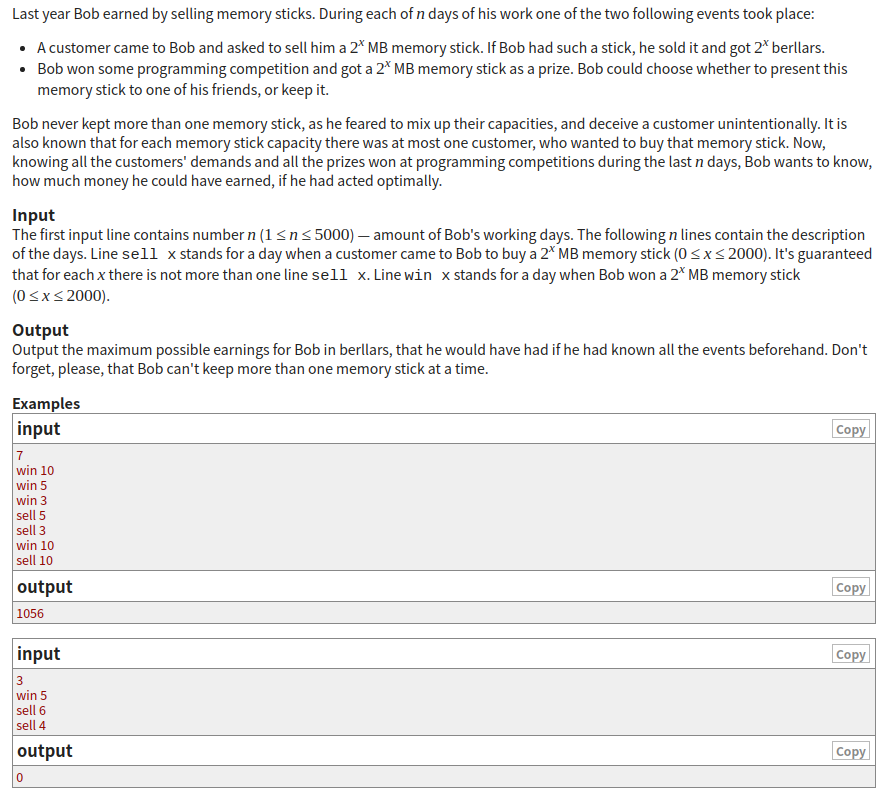 Last year Bob earned by selling memory sticks. During each of n days of his work one of the two following events took place:
• A customer came to Bob and asked to sell him a 2^x MB memory stick. If Bob had such a stick, he sold it and got 2^x berllars.
• Bob won some programming competition and got a 2^x MB memory stick as a prize. Bob could choose whether to present this
memory stick to one of his friends, or keep it.
Bob never kept more than one memory stick, as he feared to mix up their capacities, and deceive a customer unintentionally. It is
also known that for each memory stick capacity there was at most one customer, who wanted to buy that memory stick. Now,
knowing all the customers' demands and all the prizes won at programming competitions during the last n days, Bob wants to know,
how much money he could have earned, if he had acted optimally.
Input
The first input line contains number n (1 ≤ n ≤ 5000) — amount of Bob's working days. The following n lines contain the description
of the days. Line sell x stands for a day when a customer came to Bob to buy a 2^x MB memory stick (0 ≤ x ≤ 2000). It's guaranteed
that for each x there is not more than one line sell x. Line win x stands for a day when Bob won a 2^x MB memory stick
(0 ≤ x ≤ 2000).
Output
Output the maximum possible earnings for Bob in berllars, that he would have had if he had known all the events beforehand. Don't
forget, please, that Bob can't keep more than one memory stick at a time.
Examples
input
Copy
7
win 10
win 5
win 3
sell 5
sell 3
win 10
sell 10
output
Copy
1056
input
Copy
3
win 5
sell 6
sell 4
output
Copy
0